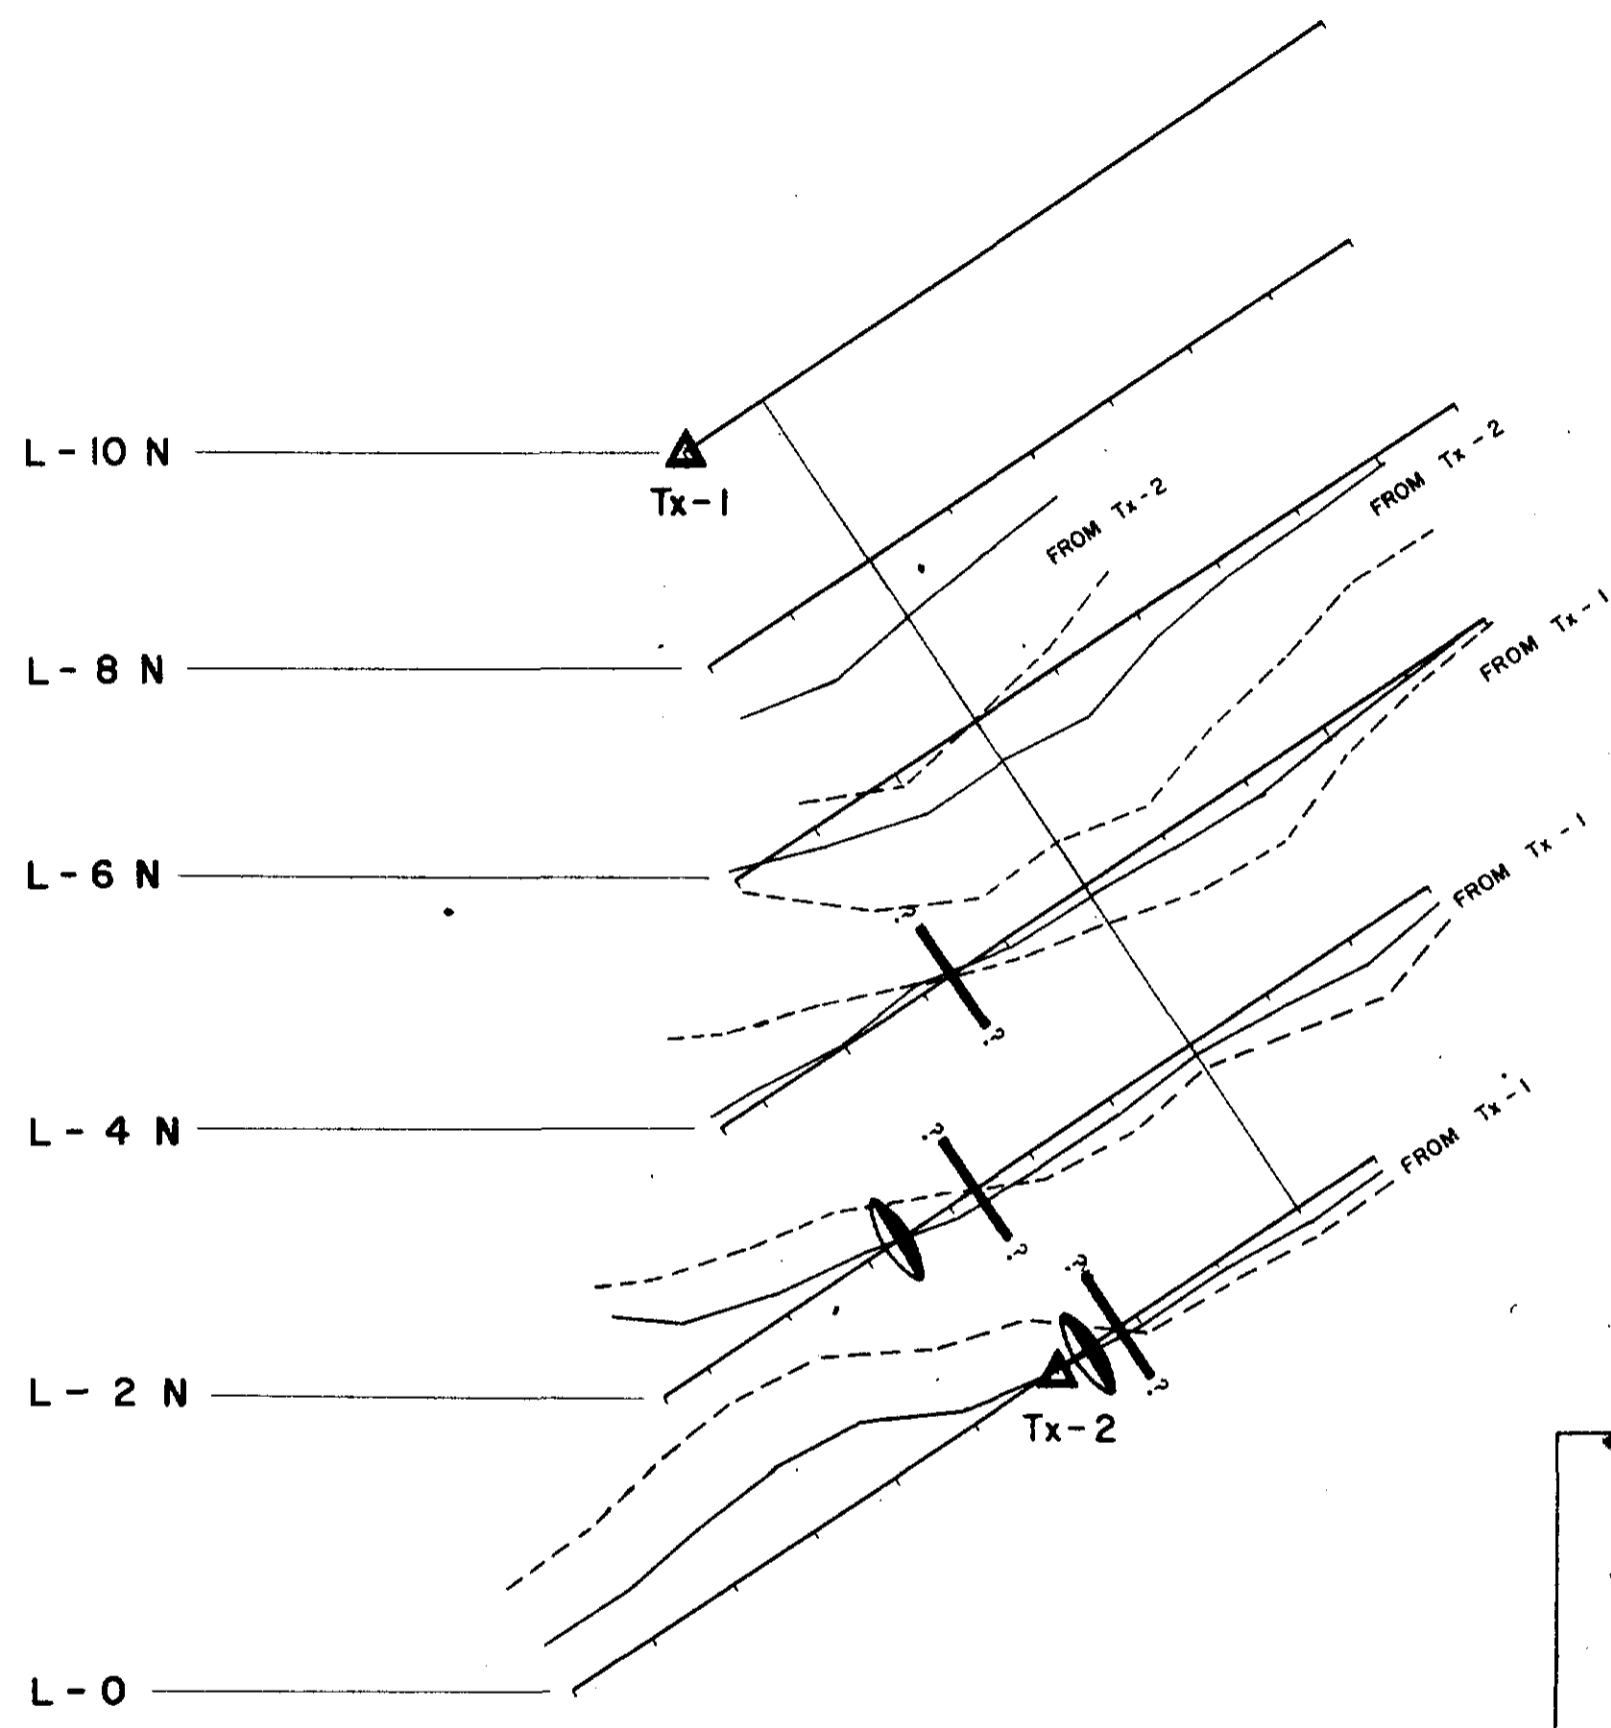 L-10 N
Tx-1
FROM Tx-2
FROM Tx-2
L-8 N
FROM Tx-1
L-6 N
?
?
FROM Tx-1
L-4 N
?
?
FROM Tx-1
L-2 N
?
?
Tx-2
L-0